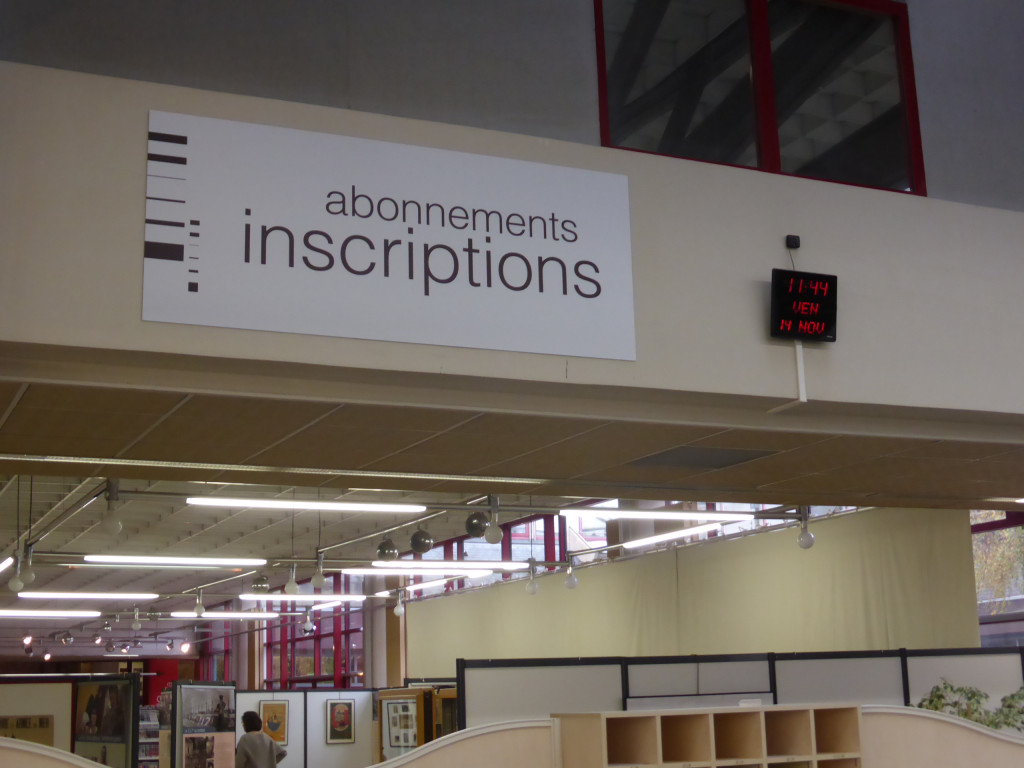 abonnements
inscriptions
11:44
VEN
14 NOV